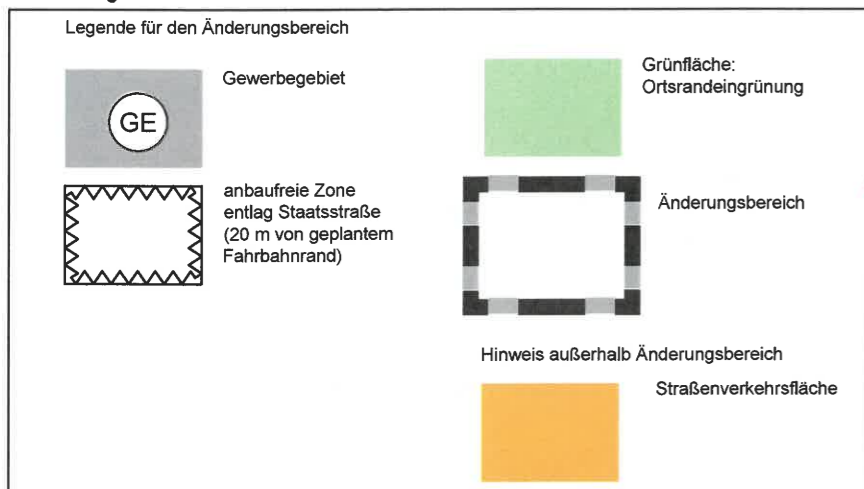 Legende für den Änderungsbereich
GE
Gewerbegebiet
anbaufreie Zone
entlag Staatsstraße
(20 m von geplantem
Fahrbahnrand)
Grünfläche:
Ortsrandeingrünung
Änderungsbereich
Hinweis außerhalb Änderungsbereich
Straßenverkehrsfläche